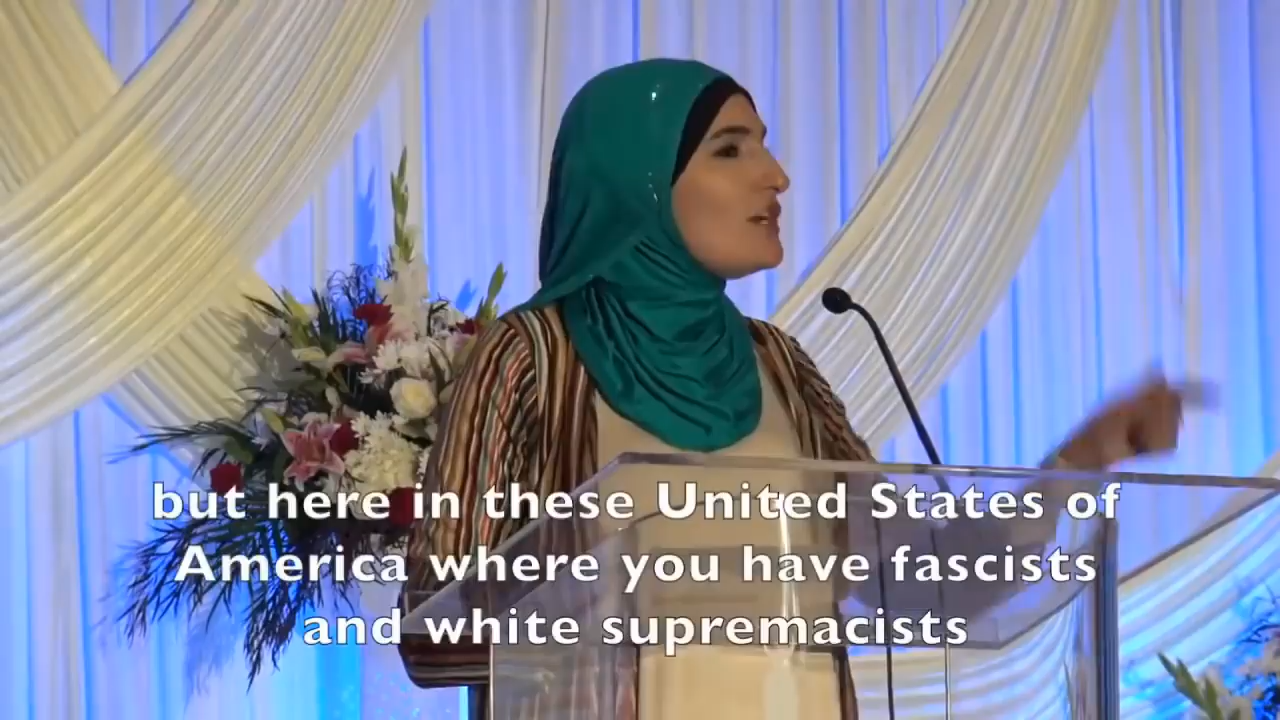 but here in these United States of
America where you have fascists
and white supremacists